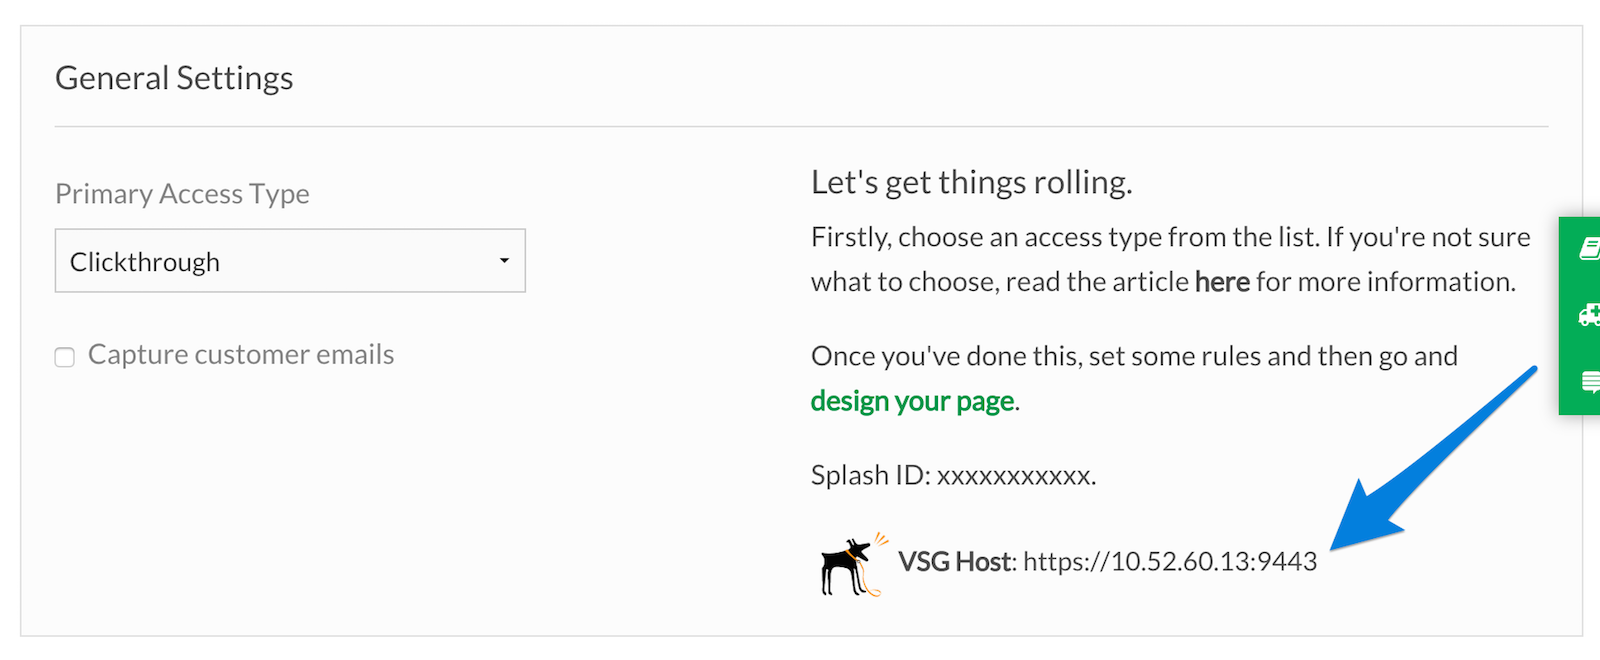 General Settings
Primary Access Type
Clickthrough
Capture customer emails
Let's get things rolling.
Firstly, choose an access type from the list. If you're not sure
what to choose, read the article here for more information.
Once you've done this, set some rules and then go and
design your page.
Splash ID: xxxxxxxxxxx.
VSG Host: https://10.52.60.13:9443